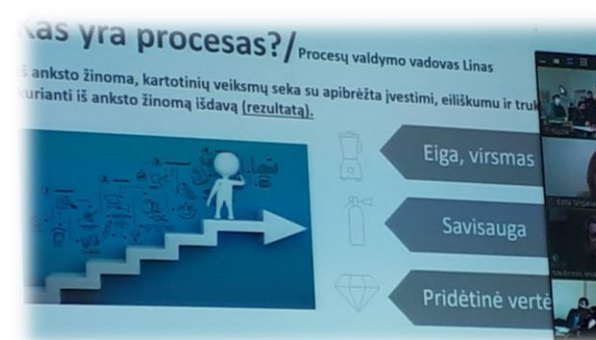 Kas yra procesas?/ Procesų valdymo vadovas Linas
š anksto žinoma, kartotinių veiksmų seka su apibrėžta įvestimi, eiliškumu ir truk
urianti iš anksto žinomą išdavą (rezultatą).
Eiga, virsmas
Savisauga
Pridėtinė vertė